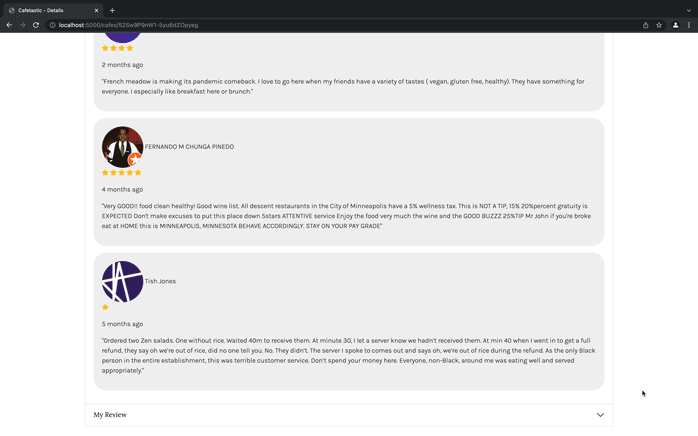 Cafetastic - Details
localhost:5000/cafes/52Sw9P9nW1-5yu6dZOpyeg
2 months ago
"French meadow is making its pandemic comeback. I love to go here when my friends have a variety of tastes ( vegan, gluten free, healthy). They have something for
everyone. I especially like breakfast here or brunch."
FERNANDO M CHUNGA PINEDO
4 months ago
"Very GOOD!! food clean healthy! Good wine list. All descent restaurants in the City of Minneapolis have a 5% wellness tax. This is NOT A TIP, 15% 20%percent gratuity is
EXPECTED Don't make excuses to put this place down 5stars ATTENTIVE service Enjoy the food very much the wine and the GOOD BUZZZ 25%TIP Mr John if you're broke
eat at HOME this is MINNEAPOLIS, MINNESOTA BEHAVE ACCORDINGLY. STAY ON YOUR PAY GRADE"
Tish Jones
5 months ago
"Ordered two Zen salads. One without rice. Waited 40m to receive them. At minute 30, I let a server know we hadn't received them. At min 40 when I went in to get a full
refund, they say oh we're out of rice, did no one tell you. No. They didn't. The server I spoke to comes out and says oh, we're out of rice during the refund. As the only Black
person in the entire establishment, this was terrible customer service. Don't spend your money here. Everyone, non-Black, around me was eating well and served
appropriately."
My Review